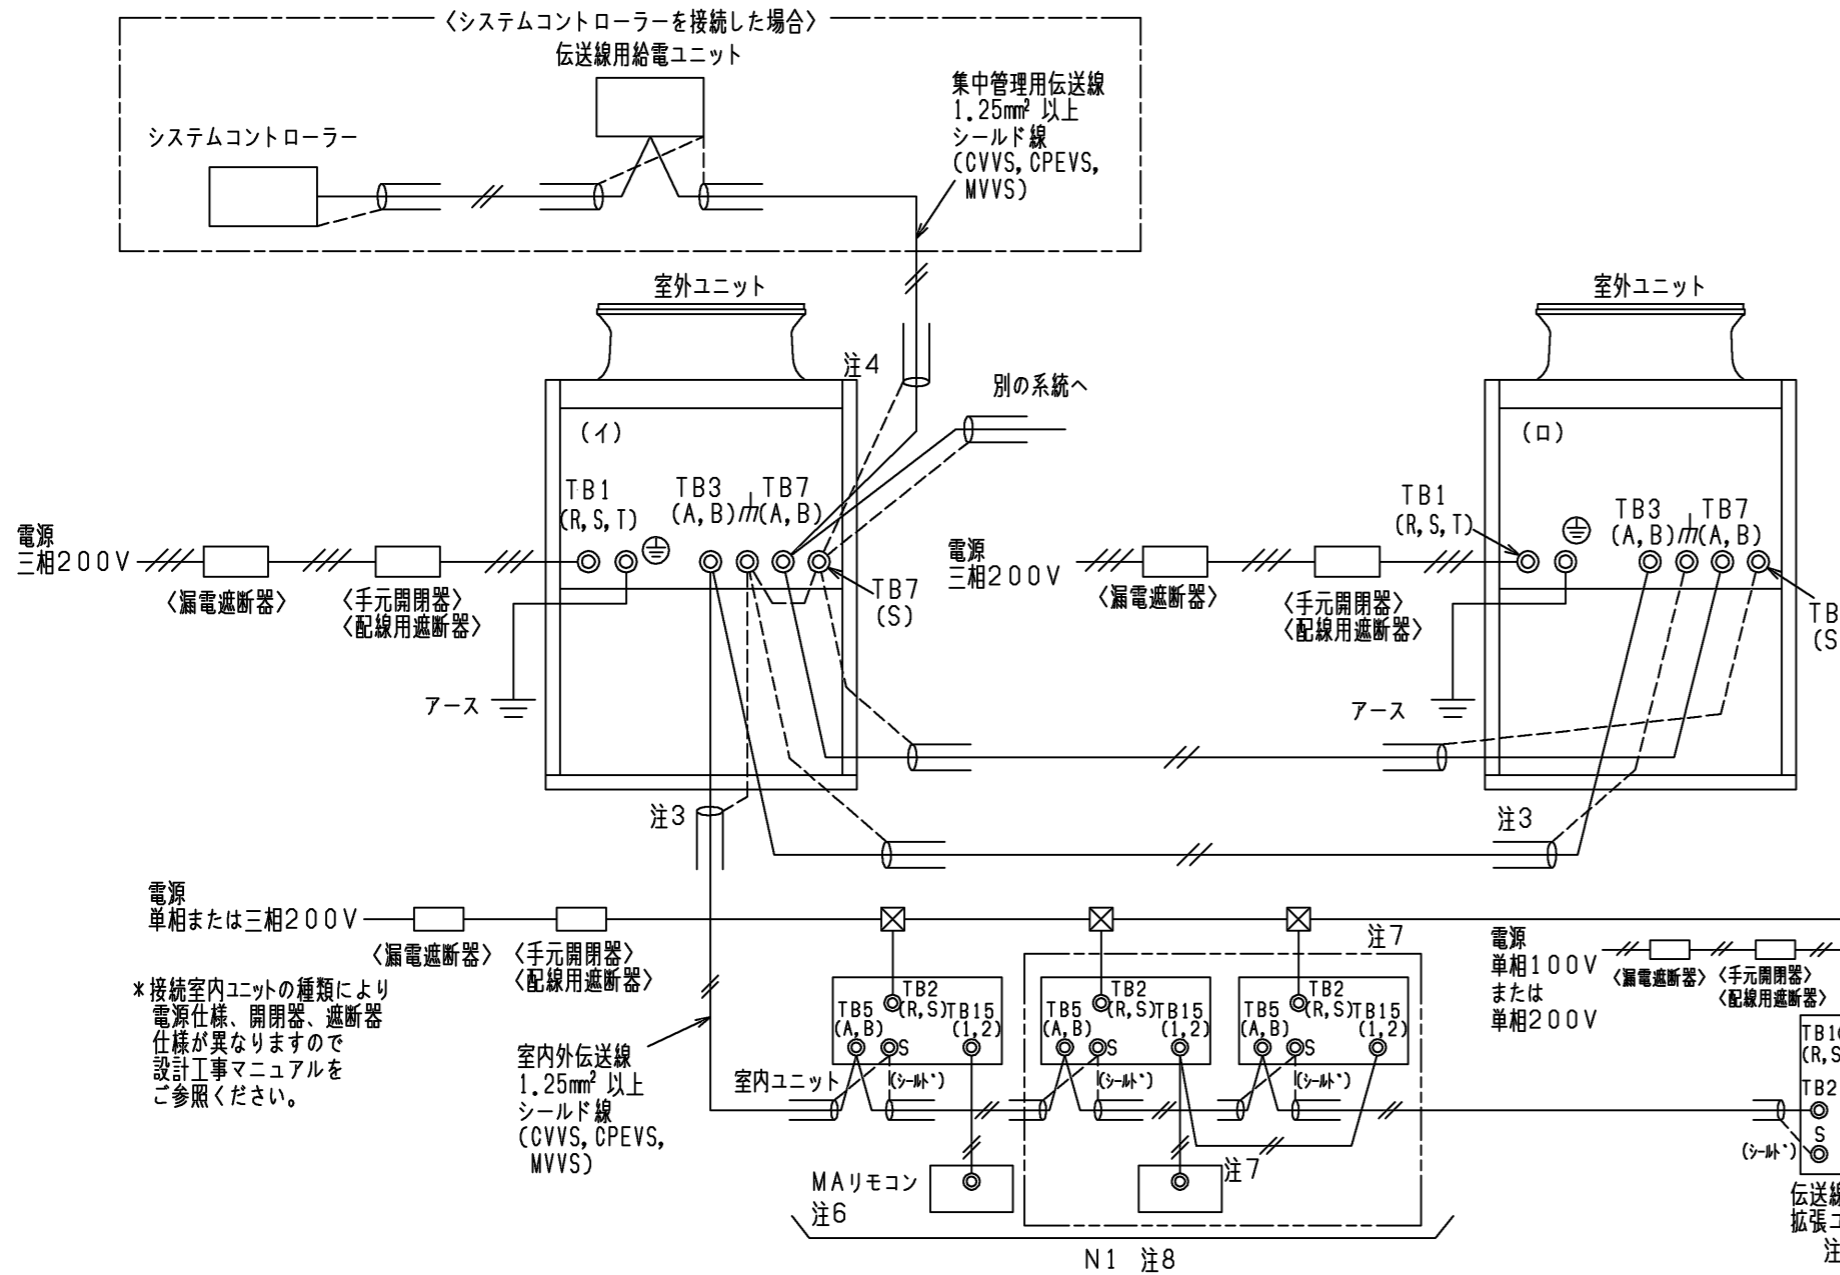 〈システムコントローラーを接続した場合〉
伝送線用給電ユニット
システムコントローラー
集中管理用伝送線
1.25mm² 以上
シールド線
(CVVS, CPEVS,
MVVS)
室外ユニット
注4
別の系統へ
(イ)
TB1
(R, S, T)
TB3
(A, B)
TB7
(A, B)
TB7
(S)
電源
三相200V
〈漏電遮断器〉
〈手元開閉器〉
〈配線用遮断器〉
アース
注3
室外ユニット
(ロ)
TB1
(R, S, T)
TB3
(A, B)
TB7
(A, B)
TB
(S
電源
三相200V
〈漏電遮断器〉
〈手元開閉器〉
〈配線用遮断器〉
アース
注3
電源
単相または三相200V
〈漏電遮断器〉
〈手元開閉器〉
〈配線用遮断器〉
*接続室内ユニットの種類により
電源仕様、開閉器、遮断器
仕様が異なりますので
設計工事マニュアルを
ご参照ください。
室内外伝送線
1.25mm² 以上
シールド線
(CVVS, CPEVS,
MVVS)
室内ユニット
TB2
(R, S)
TB5
(A, B)
TB15
(1, 2)
S
(シールド)
注7
TB2
(R, S)
TB5
(A, B)
TB15
(1, 2)
S
(シールド)
TB2
(R, S)
TB5
(A, B)
TB15
(1, 2)
S
(シールド)
MAリモコン
注6
注7
N1 注8
電源
単相100V
または
単相200V
〈漏電遮断器〉
〈手元開閉器〉
〈配線用遮断器〉
TB1
(R, S
TB2
S
(シールド)
伝送線
拡張ユ
注